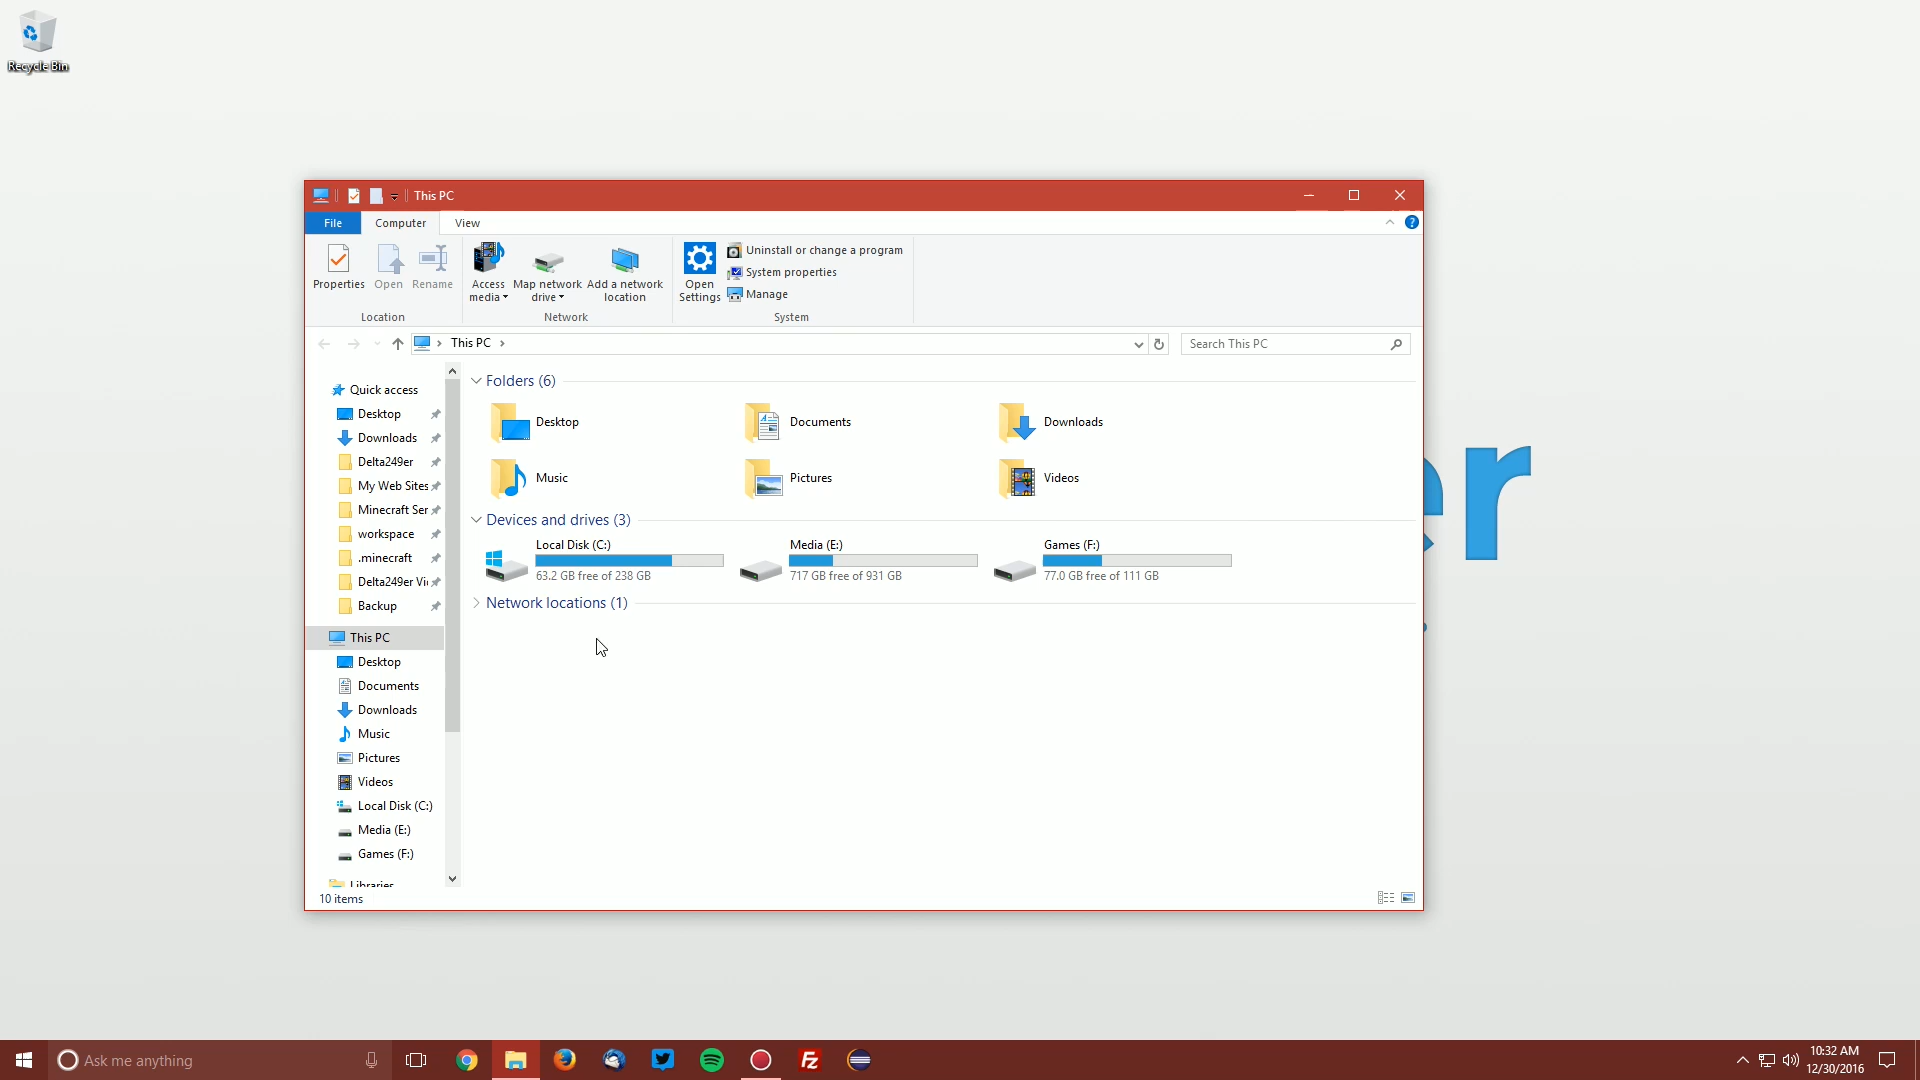 Recycle Bin
This PC
File
Computer
View
Properties
Open
Rename
Location
Access media
Map network drive
Add a network location
Network
Open Settings
Uninstall or change a program
System properties
Manage
System
This PC
Search This PC
Quick access
Desktop
Downloads
Delta249er
My Web Sites
Minecraft Ser
workspace
.minecraft
Delta249er Vi
Backup
This PC
Desktop
Documents
Downloads
Music
Pictures
Videos
Local Disk (C:)
Media (E:)
Games (F:)
Libraries
Folders (6)
Desktop
Documents
Downloads
Music
Pictures
Videos
Devices and drives (3)
Local Disk (C:)
63.2 GB free of 238 GB
Media (E:)
717 GB free of 931 GB
Games (F:)
77.0 GB free of 111 GB
Network locations (1)
10 items
er
Ask me anything
Fz
10:32 AM
12/30/2016